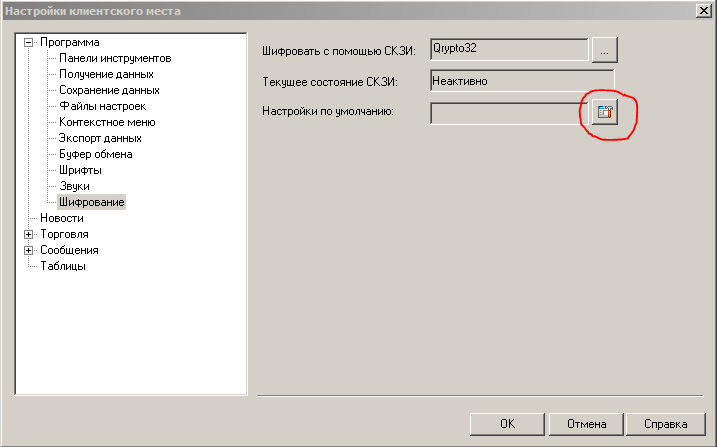 Настройки клиентского места
Программа
Панели инструментов
Получение данных
Сохранение данных
Файлы настроек
Контекстное меню
Экспорт данных
Буфер обмена
Шрифты
Звуки
Шифрование
Новости
Торговля
Сообщения
Таблицы
Шифровать с помощью СКЗИ: Qrypto32 ...
Текущее состояние СКЗИ: Неактивно
Настройки по умолчанию:
OK Отмена Справка